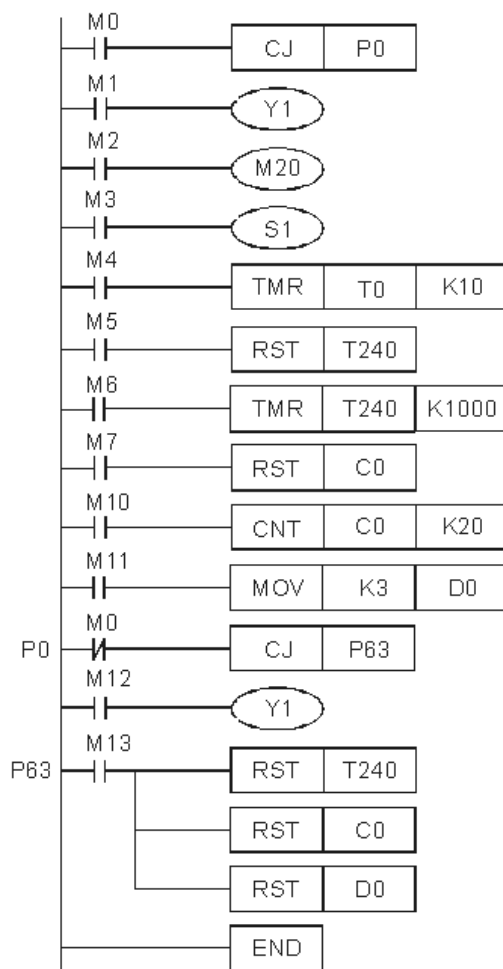 M0
CJ P0
M1
Y1
M2
M20
M3
S1
M4
TMR T0 K10
M5
RST T240
M6
TMR T240 K1000
M7
RST C0
M10
CNT C0 K20
M11
MOV K3 D0
M0
P0 CJ P63
M12
Y1
M13
P63 RST T240
RST C0
RST D0
END